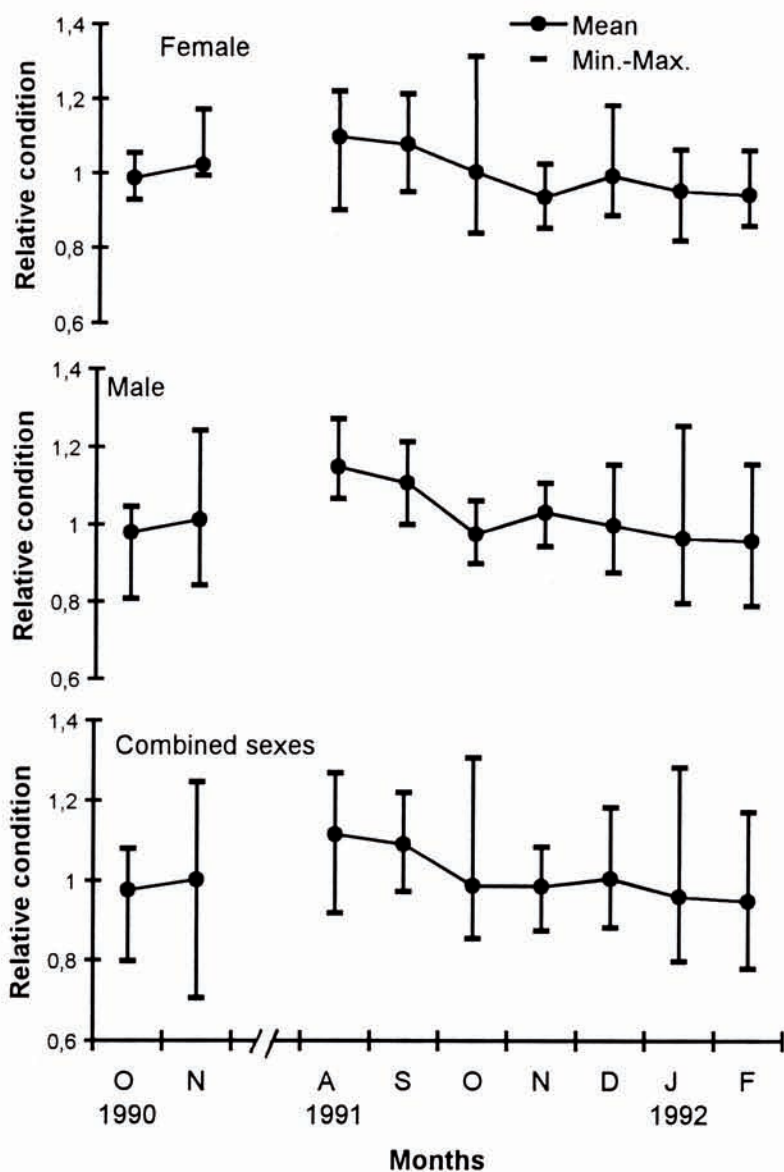 Female
Mean
Min.-Max.
Relative condition
1,4
1,2
1
0,8
0,6
Male
Relative condition
1,4
1,2
1
0,8
0,6
Combined sexes
Relative condition
1,4
1,2
1
0,8
0,6
O N A S O N D J F
1990 1991 1992
Months